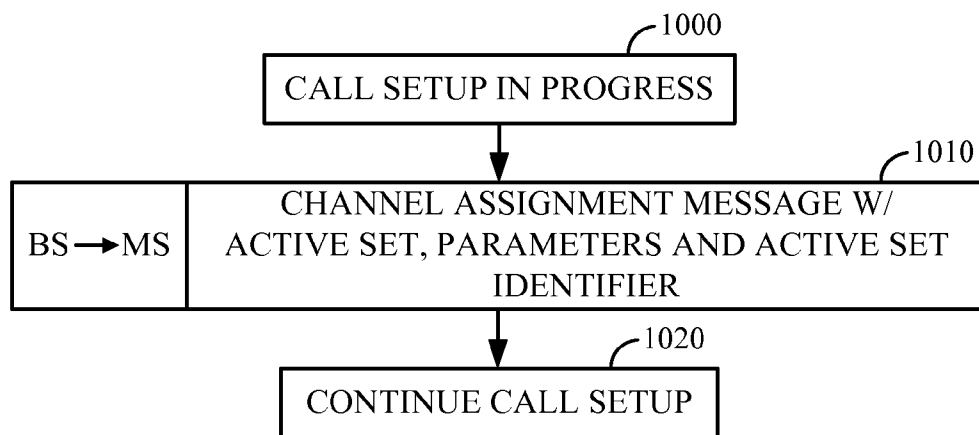 1000
CALL SETUP IN PROGRESS
1010
BS MS
CHANNEL ASSIGNMENT MESSAGE W/
ACTIVE SET, PARAMETERS AND ACTIVE SET
IDENTIFIER
1020
CONTINUE CALL SETUP